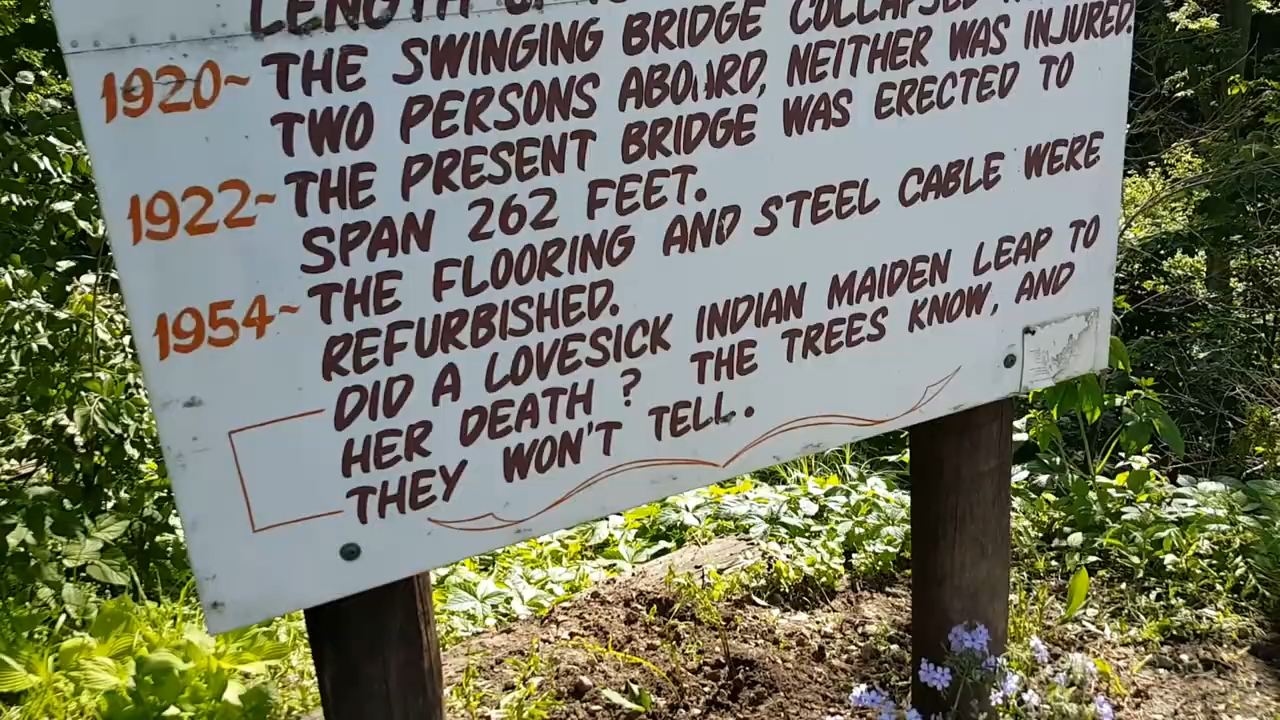 LENGTH OF
1920~ THE SWINGING BRIDGE COLLAPSED
TWO PERSONS ABOARD, NEITHER WAS INJURED.
1922~ THE PRESENT BRIDGE WAS ERECTED TO
SPAN 262 FEET.
1954~ THE FLOORING AND STEEL CABLE WERE
REFURBISHED.
DID A LOVESICK INDIAN MAIDEN LEAP TO
HER DEATH? THE TREES KNOW, AND
THEY WON'T TELL.